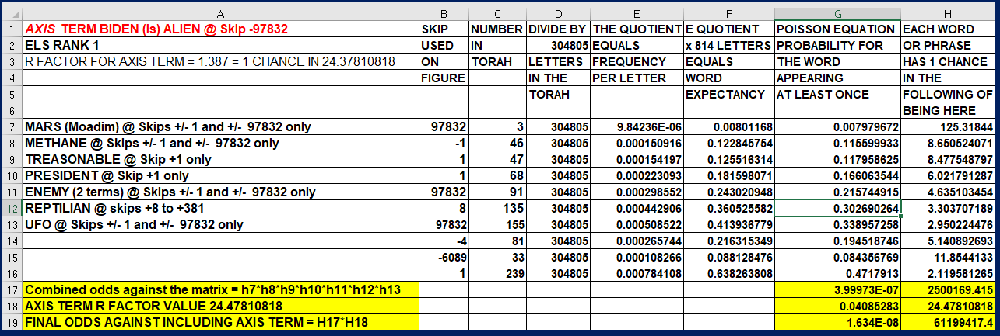 A B C D E F G H
1 AXIS TERM BIDEN (is) ALIEN @ Skip -97832 SKIP NUMBER DIVIDE BY THE QUOTIENT E QUOTIENT POISSON EQUATION EACH WORD
2 ELS RANK 1 USED IN 304805 EQUALS x 814 LETTERS PROBABILITY FOR OR PHRASE
3 R FACTOR FOR AXIS TERM = 1.387 = 1 CHANCE IN 24.37810818 ON TORAH LETTERS FREQUENCY EQUALS THE WORD HAS 1 CHANCE
4 FIGURE IN THE PER LETTER WORD APPEARING IN THE
5 TORAH EXPECTANCY AT LEAST ONCE FOLLOWING OF
6 BEING HERE
7 MARS (Moadim) @ Skips +/- 1 and +/- 97832 only 97832 3 304805 9.84236E-06 0.00801168 0.007979672 125.31844
8 METHANE @ Skips +/- 1 and +/- 97832 only -1 46 304805 0.000150916 0.122845754 0.115599933 8.650524071
9 TREASONABLE @ Skip +1 only 1 47 304805 0.000154197 0.125516314 0.117958625 8.477548797
10 PRESIDENT @ Skip +1 only 1 68 304805 0.000223093 0.181598071 0.166063544 6.021791287
11 ENEMY (2 terms) @ Skips +/- 1 and +/- 97832 only 97832 91 304805 0.000298552 0.243020948 0.215744915 4.635103454
12 REPTILIAN @ skips +8 to +381 8 135 304805 0.000442906 0.360525582 0.302690264 3.303707189
13 UFO @ Skips +/- 1 and +/- 97832 only 97832 155 304805 0.000508522 0.413936779 0.338957258 2.950224476
14 -4 81 304805 0.000265744 0.216315349 0.194518746 5.140892693
15 -6089 33 304805 0.000108266 0.088128476 0.084356769 11.8544133
16 1 239 304805 0.000784108 0.638263808 0.4717913 2.119581265
17 Combined odds against the matrix = h7*h8*h9*h10*h11*h12*h13 3.99973E-07 2500169.415
18 AXIS TERM R FACTOR VALUE 24.47810818 0.04085283 24.47810818
19 FINAL ODDS AGAINST INCLUDING AXIS TERM = H17*H18 1.634E-08 61199417.4